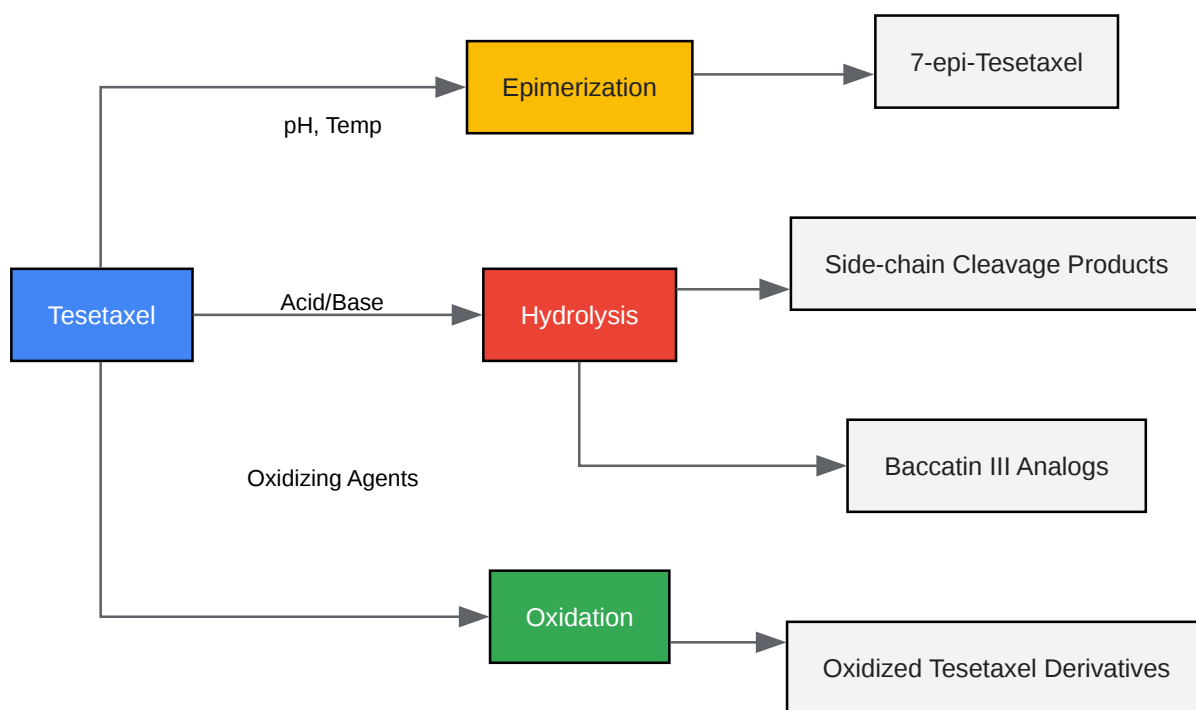 7-epi-Tesetaxel
Epimerization
pH, Temp
Side-chain Cleavage Products
Tesetaxel
Acid/Base
Hydrolysis
Baccatin III Analogs
Oxidizing Agents
Oxidation
Oxidized Tesetaxel Derivatives